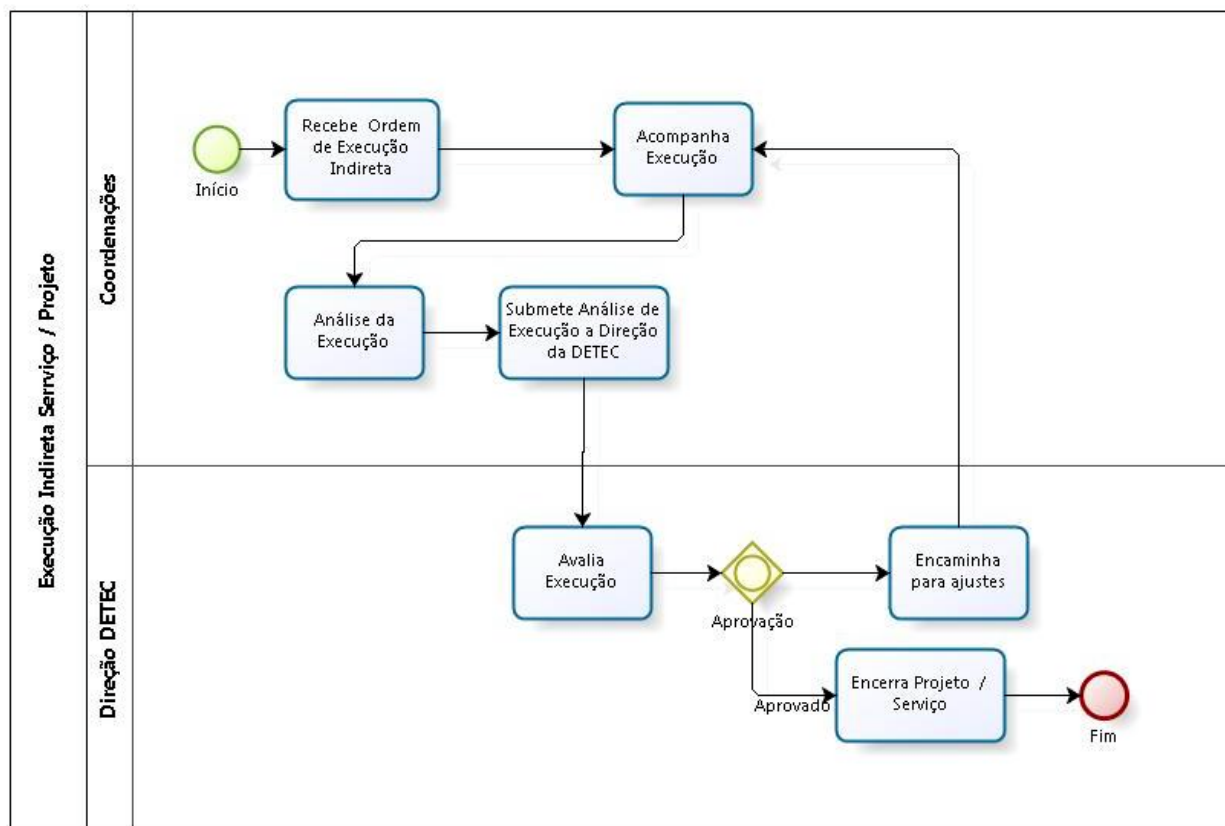 Execução Indireta Serrviço / Projeto
Coordenações
Início
Recebe Ordem
de Execução
Indireta
Acompanha
Execução
Análise da
Execução
Submete Análise de
Execução a Direção
da DETEC
Direção DETEC
Avalia
Execução
Aprovação
Encaminha
para ajustes
Aprovado
Encerra Projeto /
Serviço
Fim